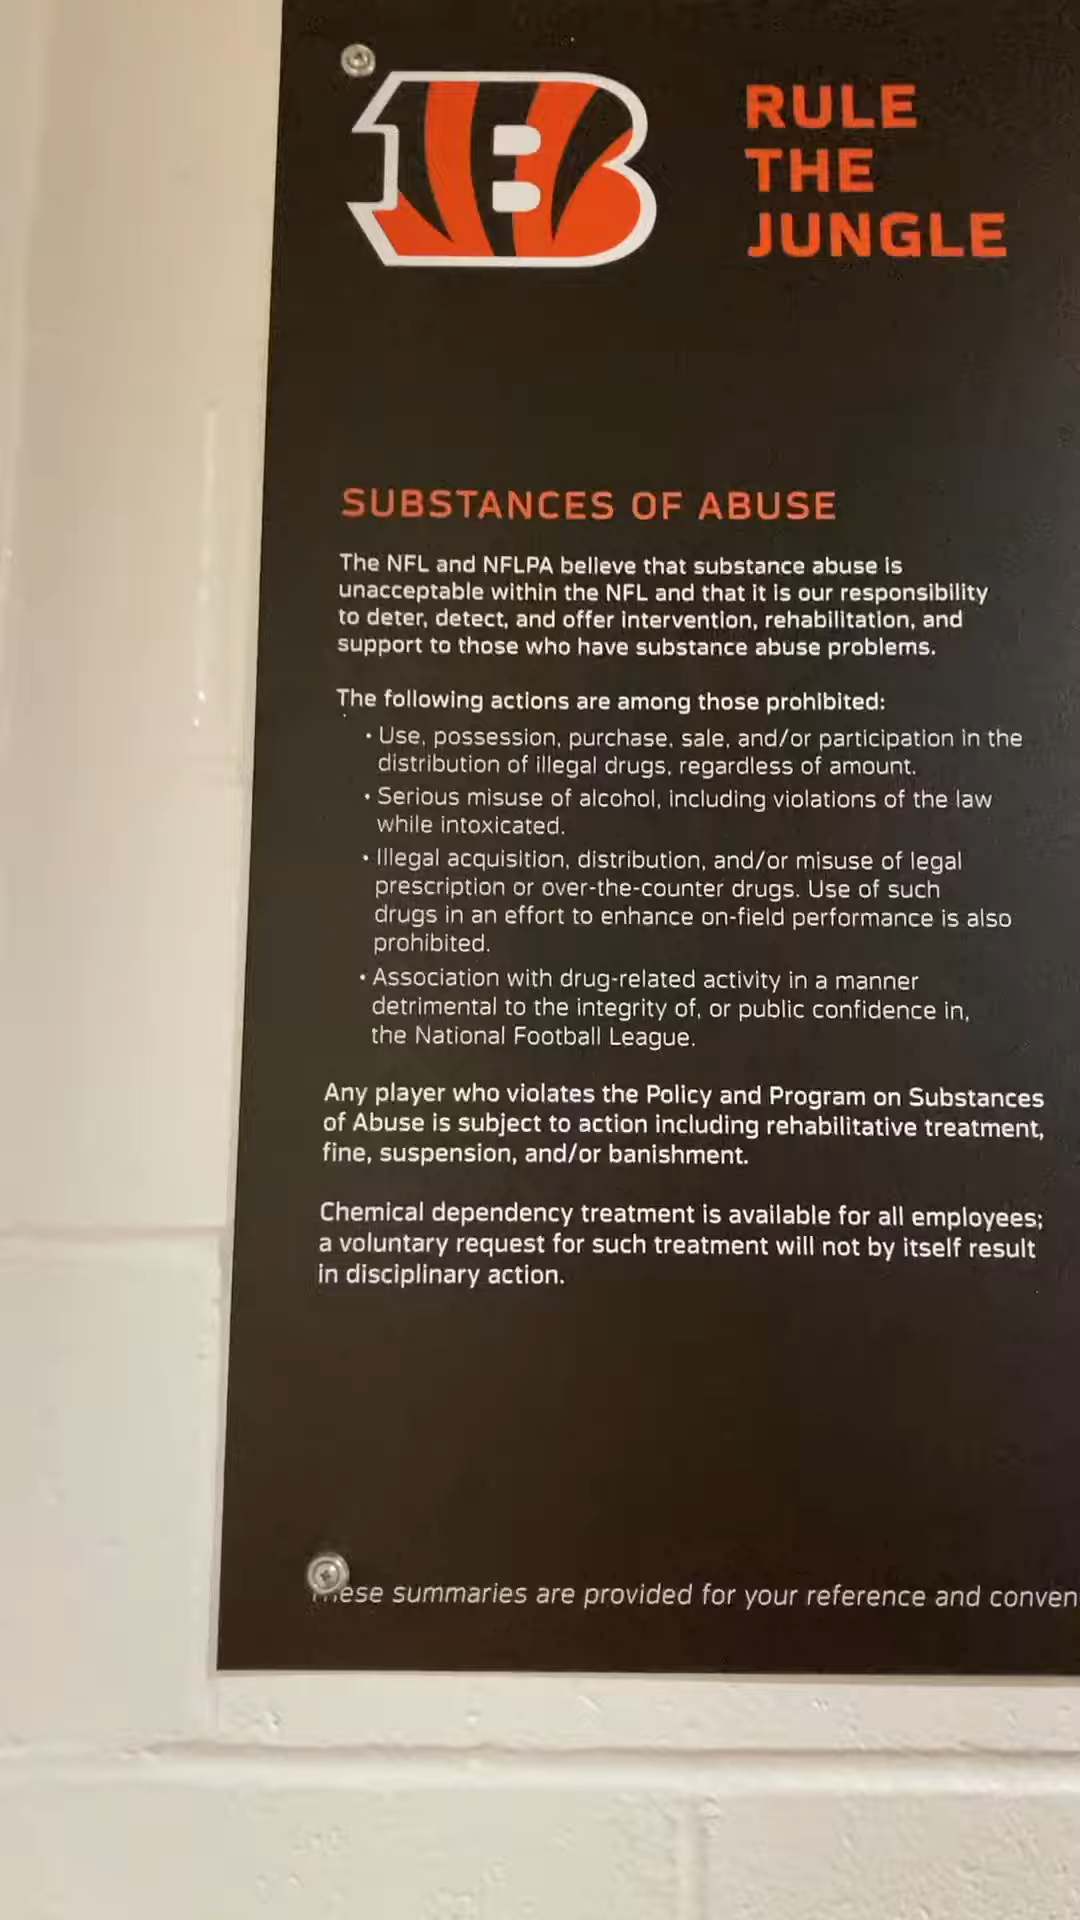 B
RULE
THE
JUNGLE
SUBSTANCES OF ABUSE
The NFL and NFLPA believe that substance abuse is
unacceptable within the NFL and that it is our responsibility
to deter, detect, and offer intervention, rehabilitation, and
support to those who have substance abuse problems.
The following actions are among those prohibited:
• Use, possession, purchase, sale, and/or participation in the
distribution of illegal drugs, regardless of amount.
• Serious misuse of alcohol, including violations of the law
while intoxicated.
• Illegal acquisition, distribution, and/or misuse of legal
prescription or over-the-counter drugs. Use of such
drugs in an effort to enhance on-field performance is also
prohibited.
• Association with drug-related activity in a manner
detrimental to the integrity of, or public confidence in,
the National Football League.
Any player who violates the Policy and Program on Substances
of Abuse is subject to action including rehabilitative treatment,
fine, suspension, and/or banishment.
Chemical dependency treatment is available for all employees;
a voluntary request for such treatment will not by itself result
in disciplinary action.
summaries are provided for your reference and